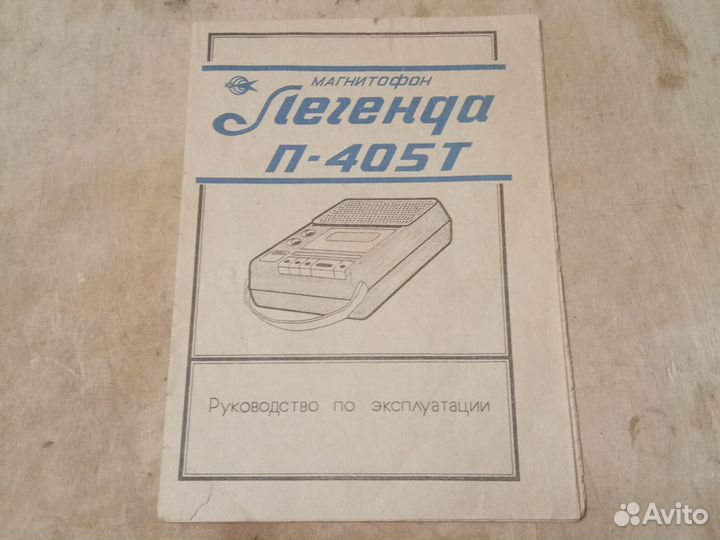 МАГНИТОФОН
Легенда
П-405Т
Руководство по эксплуатации
Avito